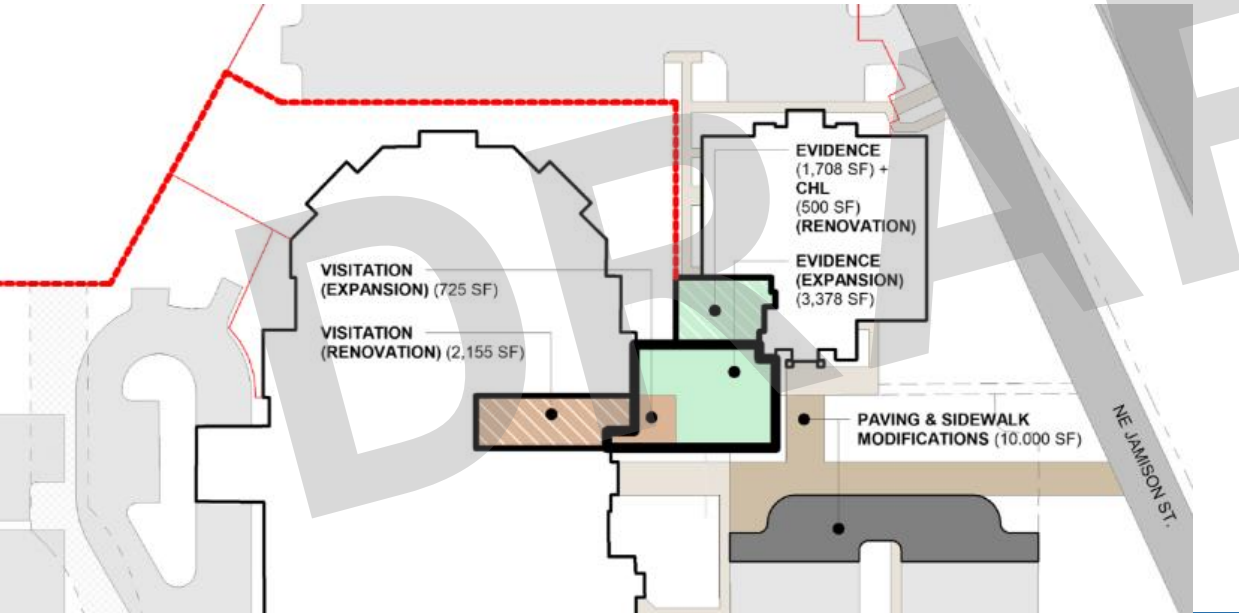 DRAF
EVIDENCE
(1,708 SF) +
CHL
(500 SF)
(RENOVATION)
EVIDENCE
(EXPANSION)
(3,378 SF)
VISITATION
(EXPANSION) (725 SF)
VISITATION
(RENOVATION) (2,155 SF)
PAVING & SIDEWALK
MODIFICATIONS (10.000 SF)
NE JAMISON ST.